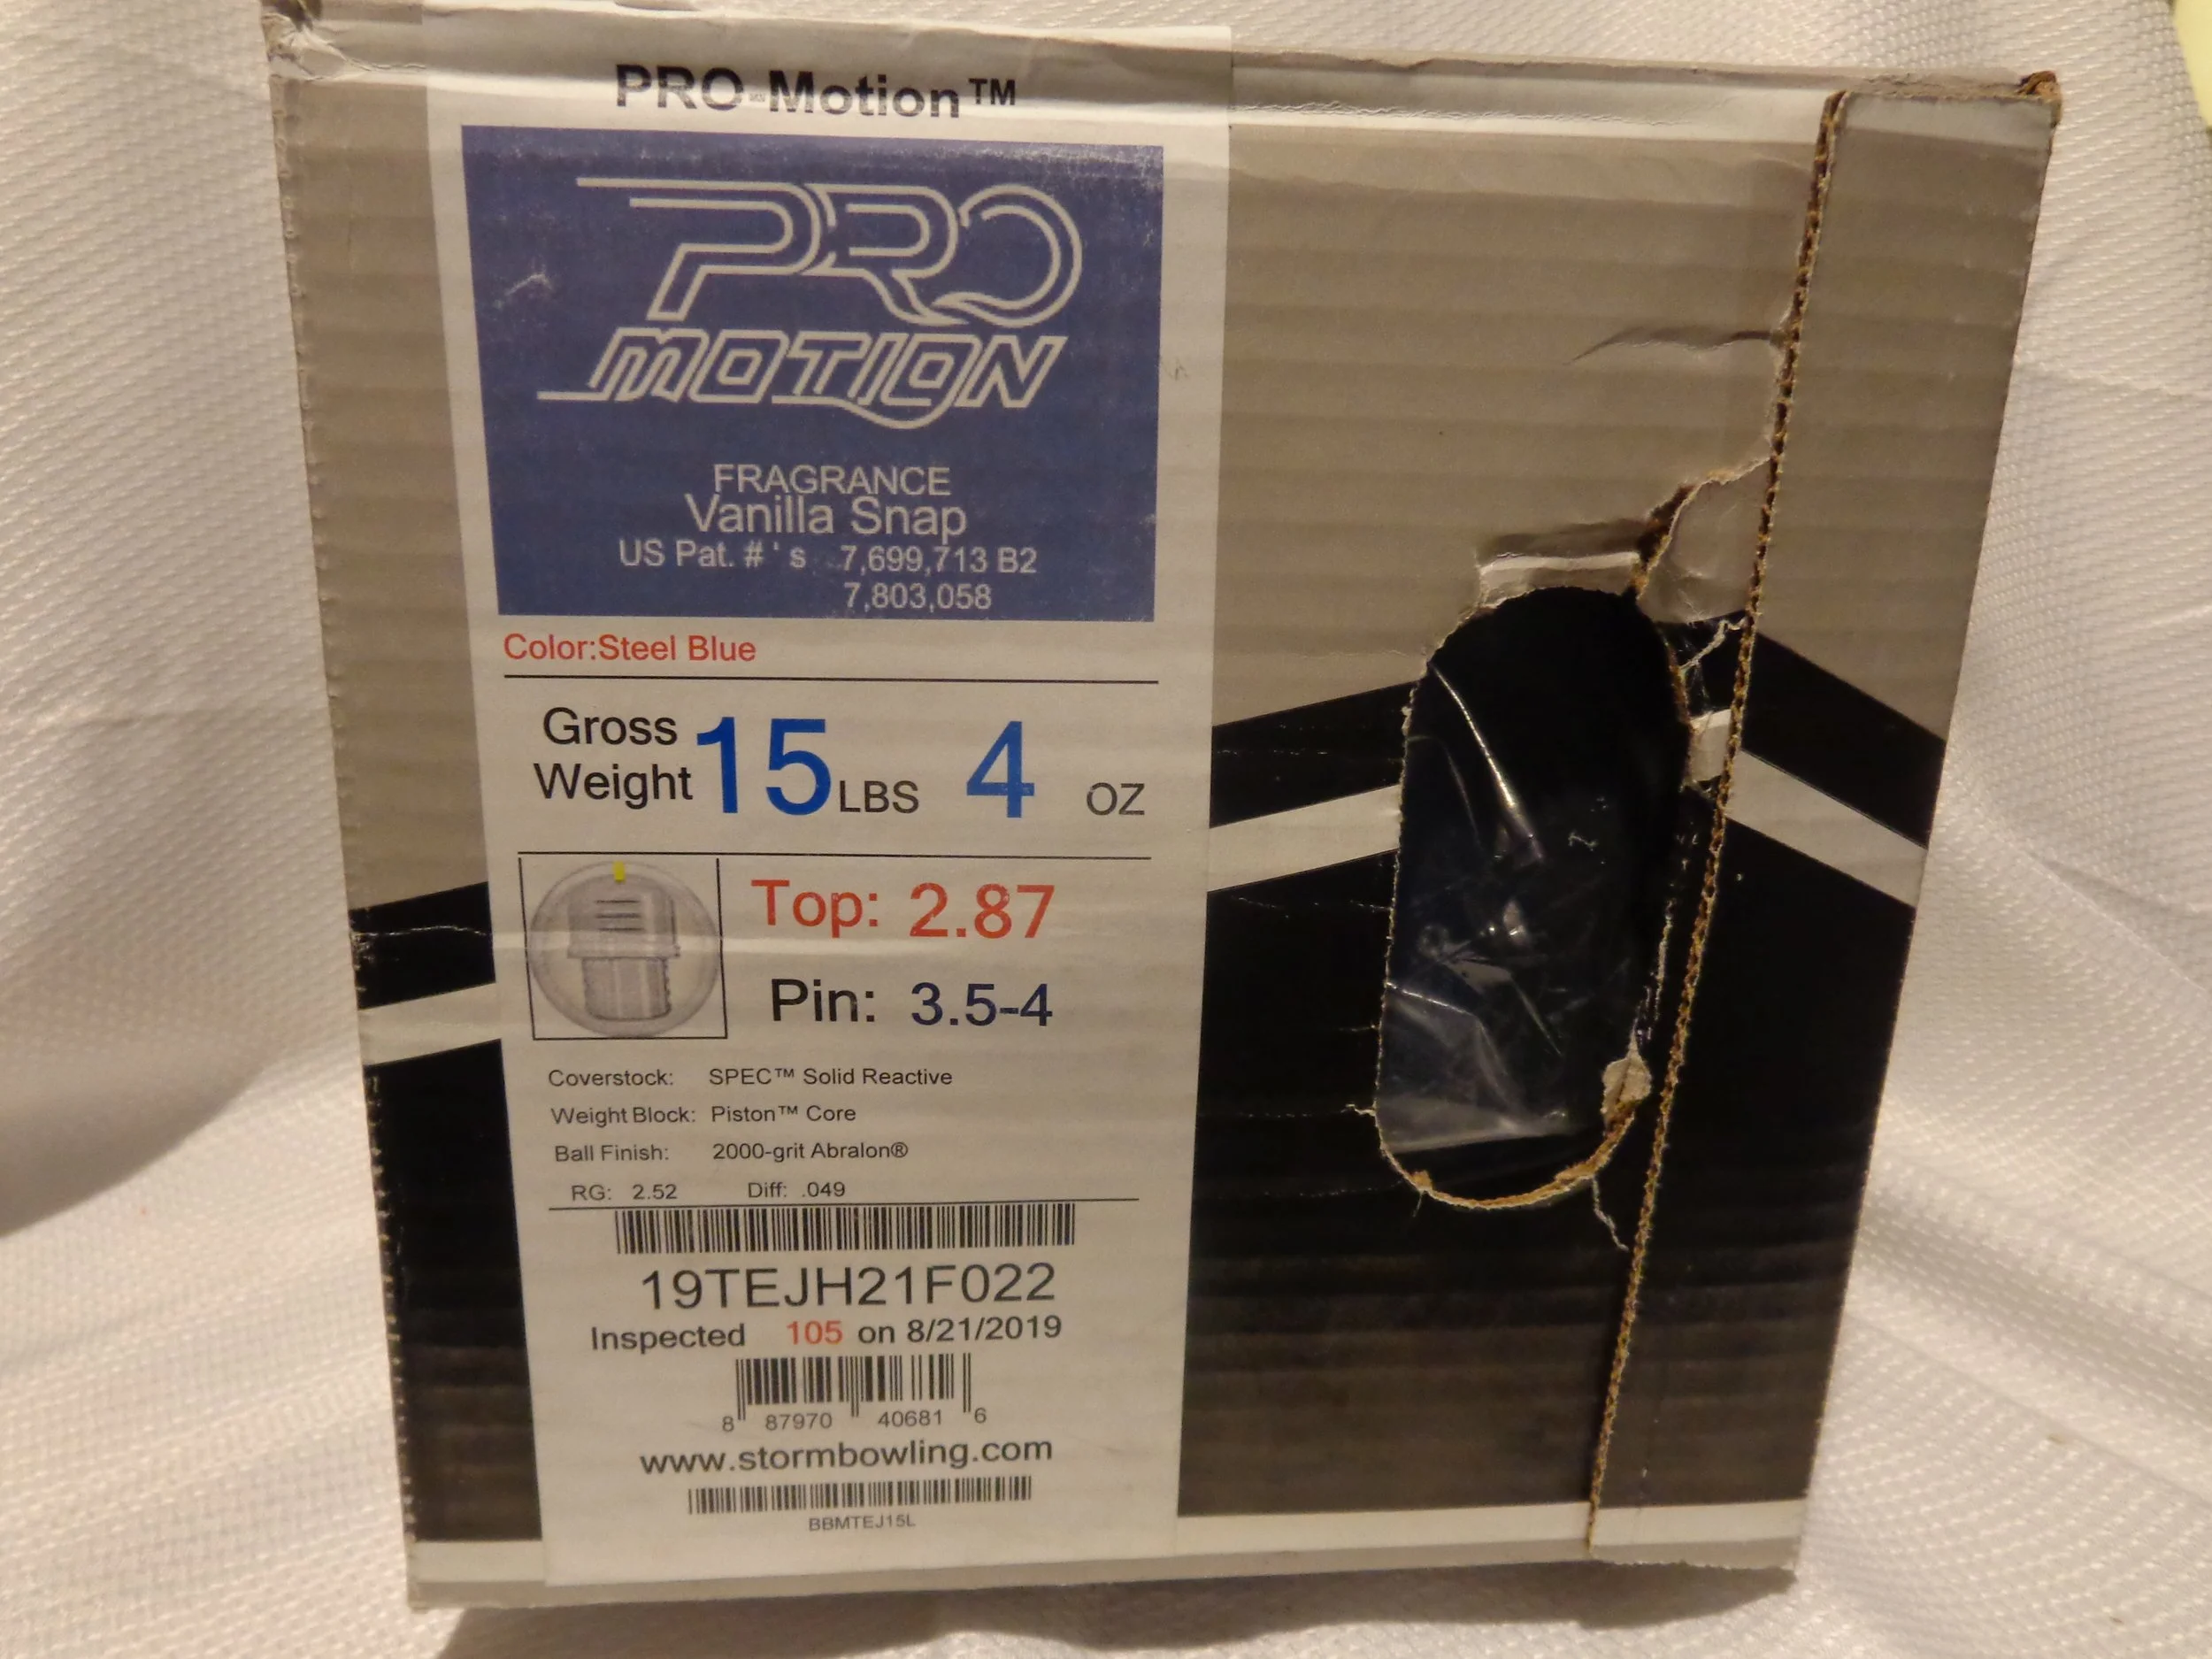 PRO-Motion™
PRO
MOTION
FRAGRANCE
Vanilla Snap
US Pat. # ' s 7,699,713 B2
7,803,058
Color:Steel Blue
Gross Weight 15 LBS 4 OZ
Top: 2.87
Pin: 3.5-4
Coverstock: SPEC™ Solid Reactive
Weight Block: Piston™ Core
Ball Finish: 2000-grit Abralon®
RG: 2.52 Diff: .049
19TEJH21F022
Inspected 105 on 8/21/2019
8 87970 40681 6
www.stormbowling.com
BBMTEJ15L